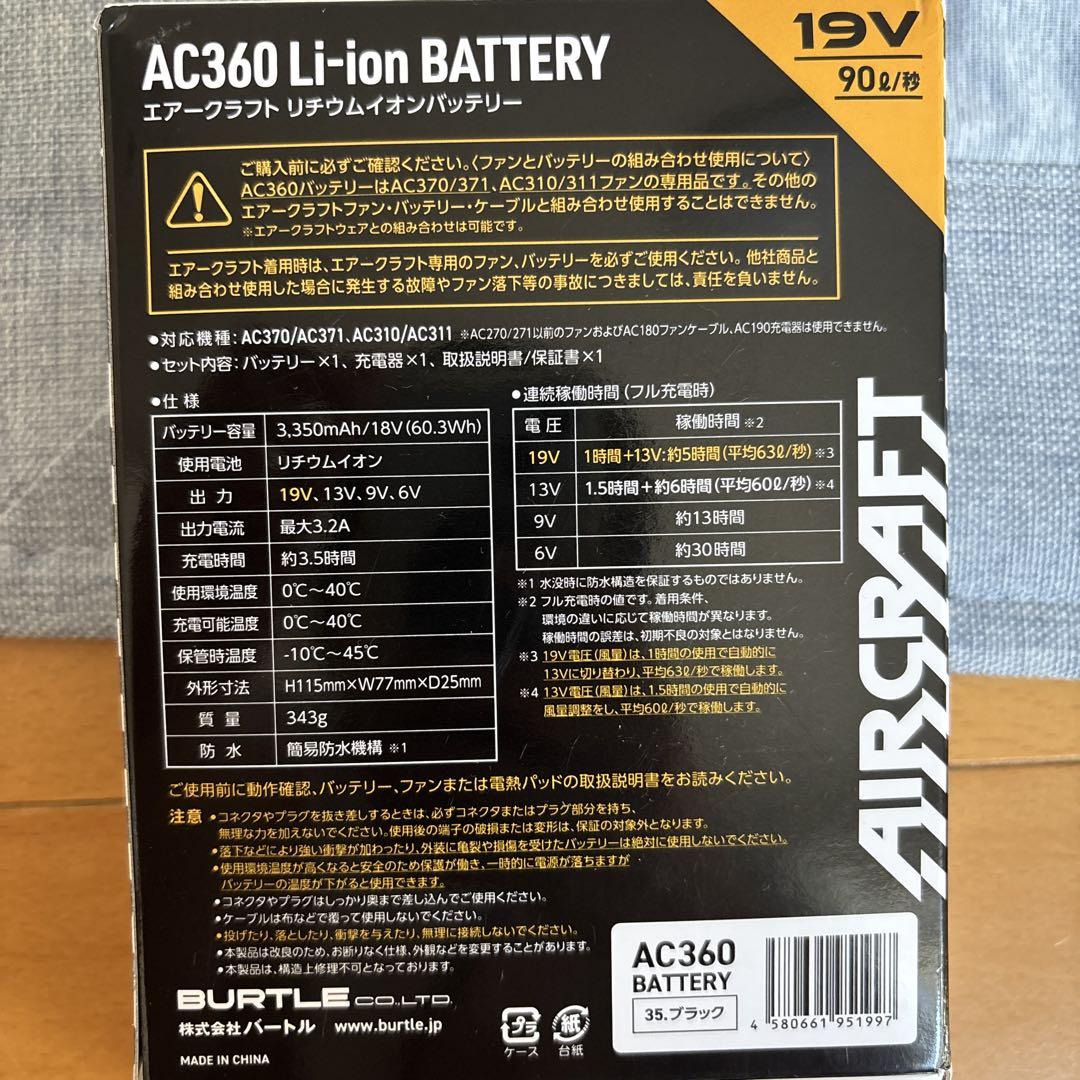 AC360 Li-ion BATTERY
エアークラフト リチウムイオンバッテリー
19V
90ℓ/秒
ご購入前に必ずご確認ください。〈ファンとバッテリーの組み合わせ使用について〉
AC360バッテリーはAC370/371、AC310/311ファンの専用品です。その他の
エアークラフトファン・バッテリー・ケーブルと組み合わせ使用することはできません。
※エアークラフトウェアとの組み合わせは可能です。
エアークラフト着用時は、エアークラフト専用のファン、バッテリーを必ずご使用ください。他社商品と
組み合わせ使用した場合に発生する故障やファン落下等の事故につきましては、責任を負いません。
●対応機種：AC370/AC371、AC310/AC311 ※AC270/271以前のファンおよびAC180ファンケーブル、AC190充電器は使用できません。
●セット内容：バッテリー×1、充電器×1、取扱説明書/保証書×1
●仕様
バッテリー容量 3,350mAh/18V(60.3Wh)
使用電池 リチウムイオン
出力 19V、13V、9V、6V
出力電流 最大3.2A
充電時間 約3.5時間
使用環境温度 0℃〜40℃
充電可能温度 0℃〜40℃
保管時温度 -10℃〜45℃
外形寸法 H115mm×W77mm×D25mm
質量 343g
防水 簡易防水機構 ※1
●連続稼働時間（フル充電時）
電圧 稼働時間 ※2
19V 1時間＋13V：約5時間（平均63ℓ/秒）※3
13V 1.5時間＋約6時間（平均60ℓ/秒）※4
9V 約13時間
6V 約30時間
※1 水没時に防水構造を保証するものではありません。
※2 フル充電時の値です。着用条件、
環境の違いに応じて稼働時間が異なります。
稼働時間の誤差は、初期不良の対象とはなりません。
※3 19V電圧（風量）は、1時間の使用で自動的に
13Vに切り替わり、平均63ℓ/秒で稼働します。
※4 13V電圧（風量）は、1.5時間の使用で自動的に
風量調整をし、平均60ℓ/秒で稼働します。
AIRCRAFT
ご使用前に動作確認、バッテリー、ファンまたは電熱パッドの取扱説明書をお読みください。
注意 ●コネクタやプラグを抜き差しするときは、必ずコネクタまたはプラグ部分を持ち、
無理な力を加えないでください。使用後の端子の破損または変形は、保証の対象外となります。
●落下などにより強い衝撃が加わったり、外装に亀裂や損傷を受けたバッテリーは絶対に使用しないでください。
●使用環境温度が高くなると安全のため保護が働き、一時的に電源が落ちますが
バッテリーの温度が下がると使用できます。
●コネクタやプラグはしっかり奥まで差し込んでご使用ください。
●ケーブルは布などで覆って使用しないでください。
●投げたり、落としたり、衝撃を与えたり、無理に接続しないでください。
●本製品は改良のため、お断りなく仕様、外観などを変更することがあります。
●本製品は、構造上修理不可となっております。
BURTLE CO.,LTD.
株式会社バートル www.burtle.jp
MADE IN CHINA
プラ
ケース
紙
台紙
AC360
BATTERY
35.ブラック
4 580661 951997